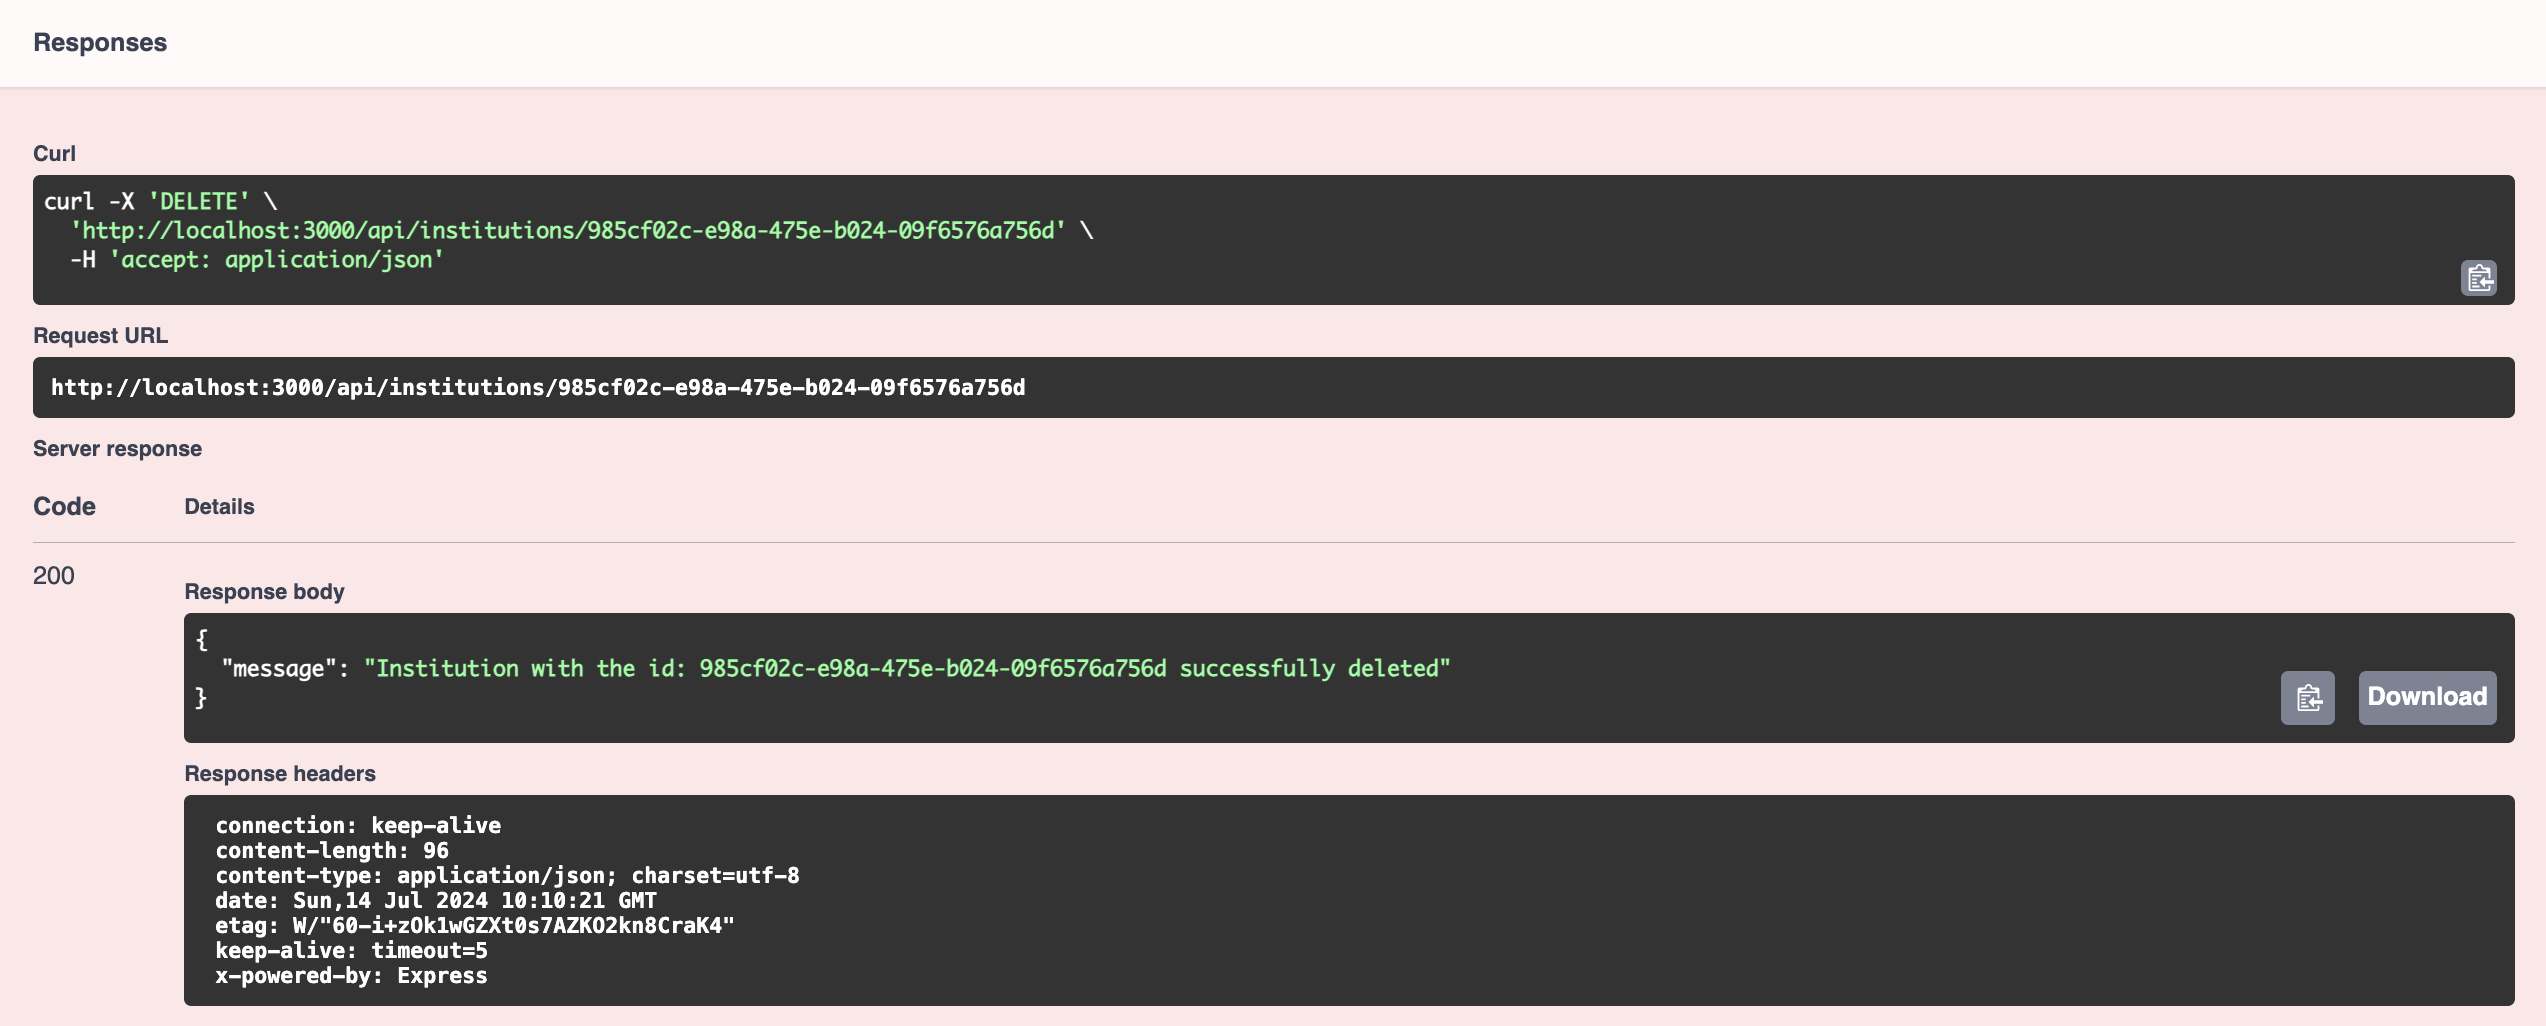 Responses
Curl
curl -X 'DELETE' \
  'http://localhost:3000/api/institutions/985cf02c-e98a-475e-b024-09f6576a756d' \
  -H 'accept: application/json'
Request URL
http://localhost:3000/api/institutions/985cf02c-e98a-475e-b024-09f6576a756d
Server response
Code Details
200
Response body
{
  "message": "Institution with the id: 985cf02c-e98a-475e-b024-09f6576a756d successfully deleted"
}
Download
Response headers
connection: keep-alive
content-length: 96
content-type: application/json; charset=utf-8
date: Sun,14 Jul 2024 10:10:21 GMT
etag: W/"60-i+zOk1wGZXt0s7AZKO2kn8CraK4"
keep-alive: timeout=5
x-powered-by: Express